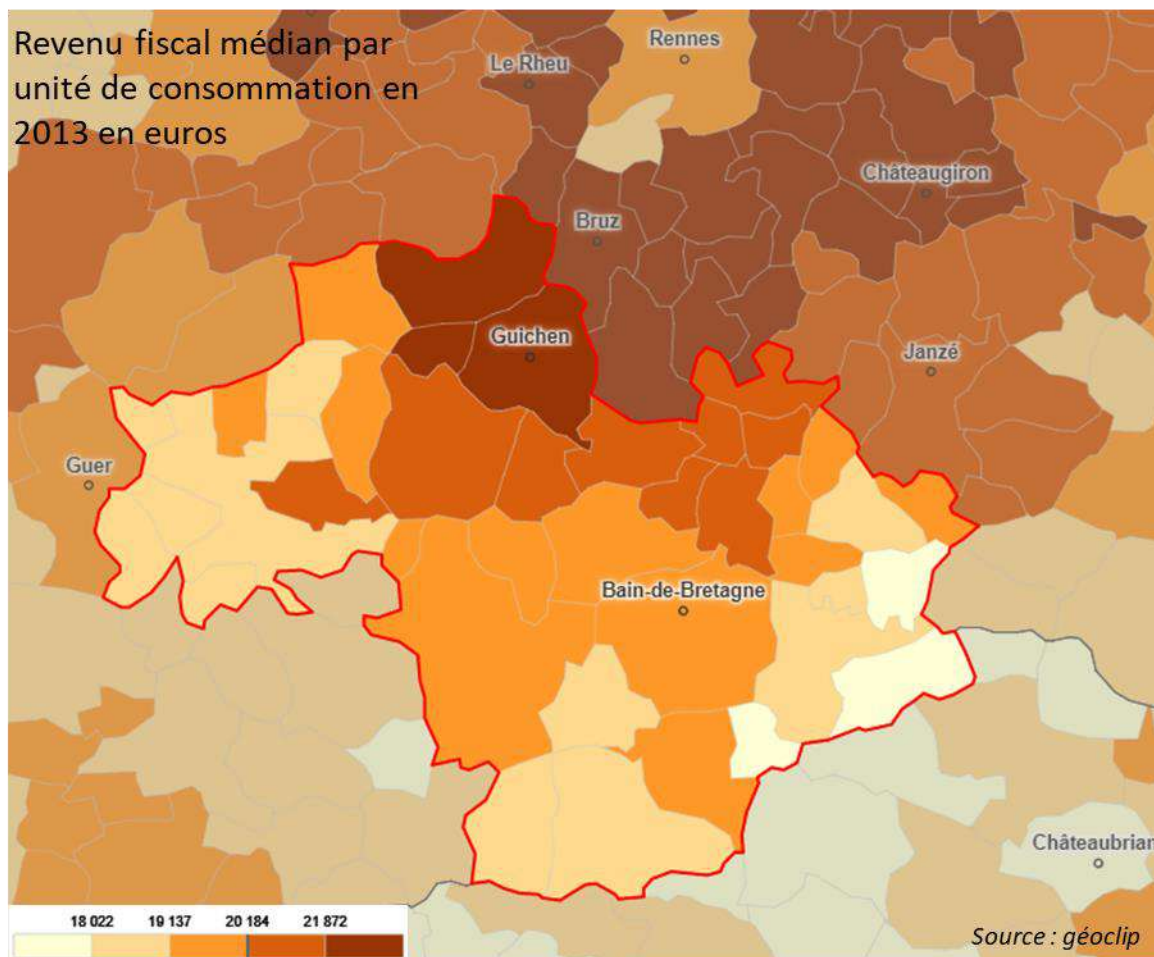 Revenu fiscal médian par
unité de consommation en
2013 en euros
Rennes
Le Rheu
Châteaugiron
Bruz
Guichen
Janzé
Guer
Bain-de-Bretagne
Châteaubrian
18 022 19 137 20 184 21 872
Source : géoclip